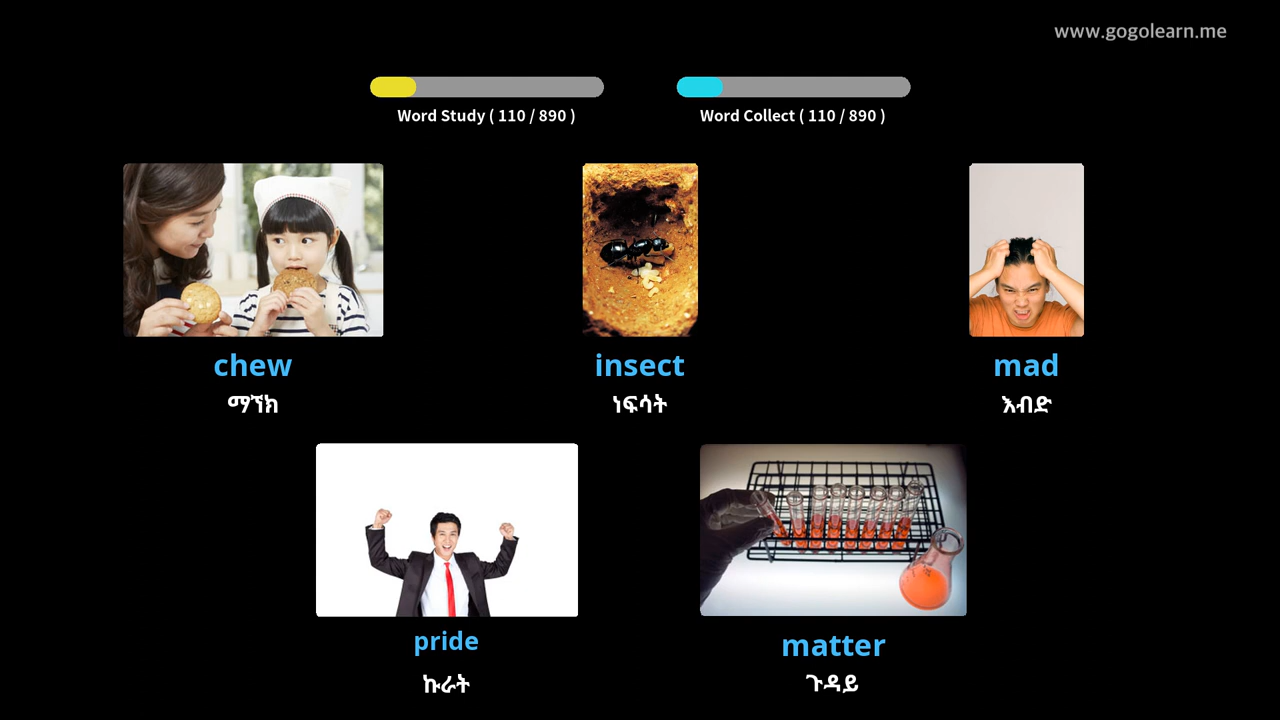 www.gogolearn.me
Word Study ( 110 / 890 )
Word Collect ( 110 / 890 )
chew
ማኘክ
insect
ነፍሳት
mad
እብድ
pride
ኩራት
matter
ጉዳይ